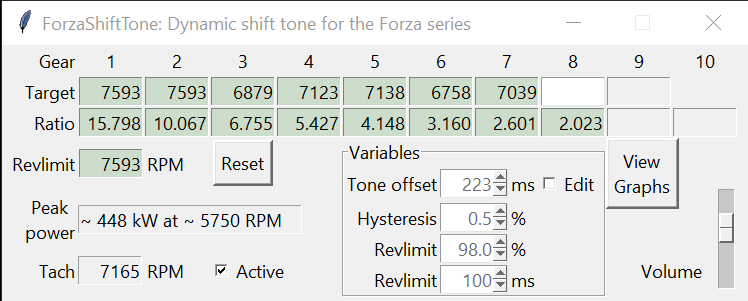 ForzaShiftTone: Dynamic shift tone for the Forza series
Gear 1 2 3 4 5 6 7 8 9 10
Target 7593 7593 6879 7123 7138 6758 7039
Ratio 15.798 10.067 6.755 5.427 4.148 3.160 2.601 2.023
Revlimit 7593 RPM Reset
Variables
View
Graphs
Tone offset 223 ms Edit
Peak
power
~ 448 kW at ~ 5750 RPM
Hysteresis 0.5 %
Revlimit 98.0 %
Tach 7165 RPM Active
Revlimit 100 ms
Volume